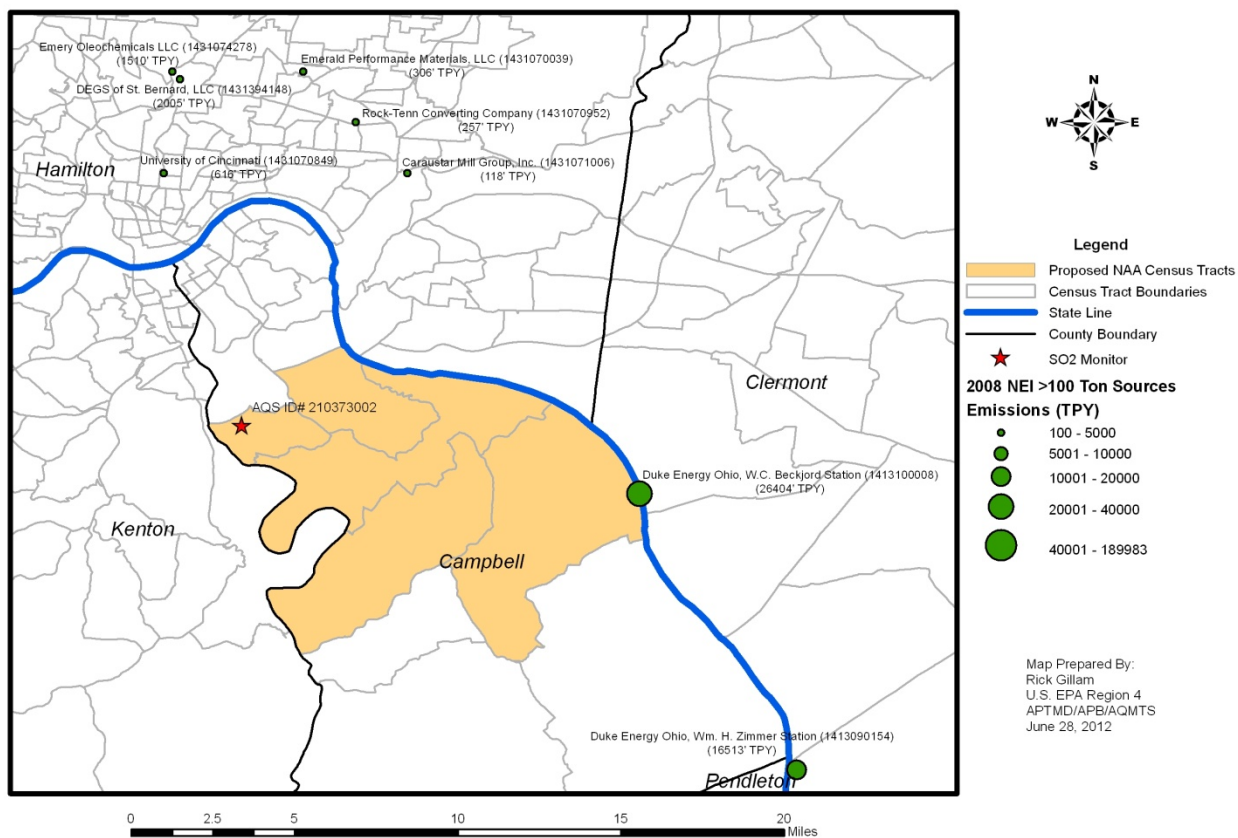 Emery Oleochemicals LLC (1431074278)
(1510' TPY)
DEGS of St. Bernard, LLC (1431394148)
(2005' TPY)
Emerald Performance Materials, LLC (1431070039)
(306' TPY)
Rock-Tenn Converting Company (1431070952)
(257' TPY)
University of Cincinnati (1431070849)
(616' TPY)
Caraustar Mill Group, Inc. (1431071006)
(118' TPY)
Hamilton
AQS ID# 210373002
Clermont
Duke Energy Ohio, W.C. Beckjord Station (1413100008)
(26404' TPY)
Kenton
Campbell
Duke Energy Ohio, Wm. H. Zimmer Station (1413090154)
(16513' TPY)
Pendleton
N
W E
S
Legend
Proposed NAA Census Tracts
Census Tract Boundaries
State Line
County Boundary
SO2 Monitor
2008 NEI >100 Ton Sources
Emissions (TPY)
100 - 5000
5001 - 10000
10001 - 20000
20001 - 40000
40001 - 189983
Map Prepared By:
Rick Gillam
U.S. EPA Region 4
APTMD/APB/AQMTS
June 28, 2012
0 2.5 5 10 15 20
Miles